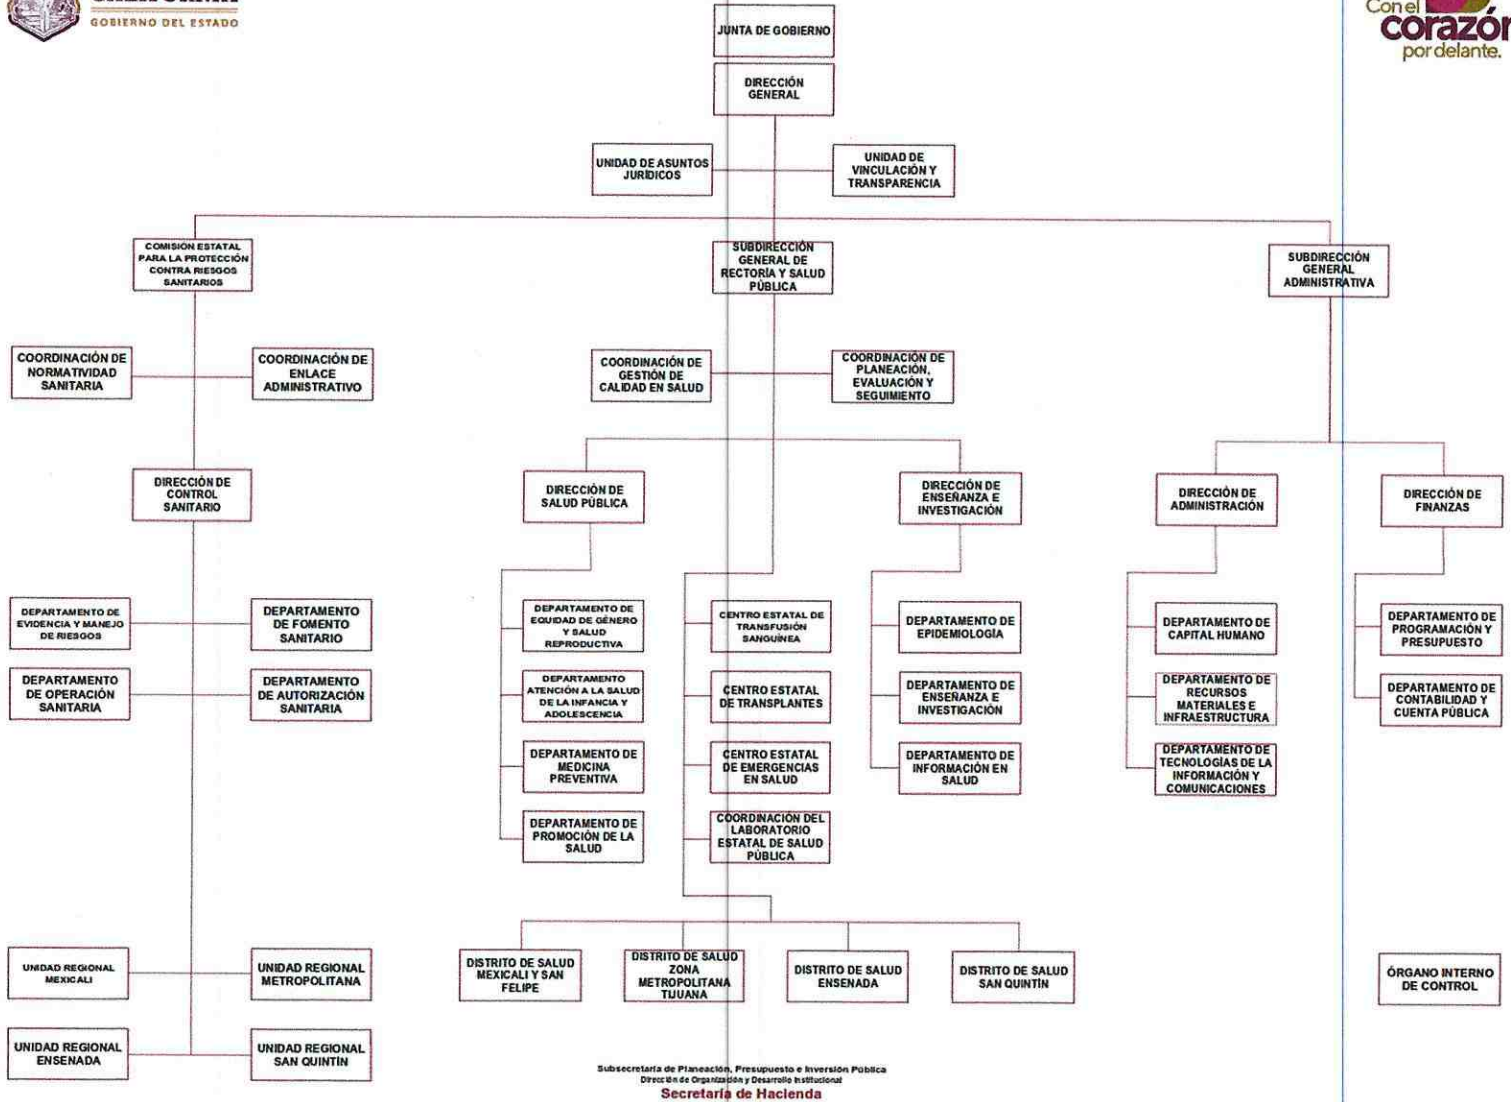 GOBIERNO DEL ESTADO
Con el
corazón
por delante.
JUNTA DE GOBIERNO
DIRECCIÓN
GENERAL
UNIDAD DE ASUNTOS
JURÍDICOS
UNIDAD DE
VINCULACIÓN Y
TRANSPARENCIA
COMISIÓN ESTATAL
PARA LA PROTECCIÓN
CONTRA RIESGOS
SANITARIOS
SUBDIRECCIÓN
GENERAL DE
RECTORÍA Y SALUD
PÚBLICA
SUBDIRECCIÓN
GENERAL
ADMINISTRATIVA
COORDINACIÓN DE
NORMATIVIDAD
SANITARIA
COORDINACIÓN DE
ENLACE
ADMINISTRATIVO
COORDINACIÓN DE
GESTIÓN DE
CALIDAD EN SALUD
COORDINACIÓN DE
PLANEACIÓN,
EVALUACIÓN Y
SEGUIMIENTO
DIRECCIÓN DE
CONTROL
SANITARIO
DIRECCIÓN DE
SALUD PÚBLICA
DIRECCIÓN DE
ENSEÑANZA E
INVESTIGACIÓN
DIRECCIÓN DE
ADMINISTRACIÓN
DIRECCIÓN DE
FINANZAS
DEPARTAMENTO DE
EVIDENCIA Y MANEJO
DE RIESGOS
DEPARTAMENTO
DE FOMENTO
SANITARIO
DEPARTAMENTO DE
EQUIDAD DE GÉNERO
Y SALUD
REPRODUCTIVA
CENTRO ESTATAL DE
TRANSFUSIÓN
SANGUÍNEA
DEPARTAMENTO DE
EPIDEMIOLOGÍA
DEPARTAMENTO DE
CAPITAL HUMANO
DEPARTAMENTO DE
PROGRAMACIÓN Y
PRESUPUESTO
DEPARTAMENTO
DE OPERACIÓN
SANITARIA
DEPARTAMENTO
DE AUTORIZACIÓN
SANITARIA
DEPARTAMENTO
ATENCIÓN A LA SALUD
DE LA INFANCIA Y
ADOLESCENCIA
CENTRO ESTATAL
DE TRANSPLANTES
DEPARTAMENTO DE
ENSEÑANZA E
INVESTIGACIÓN
DEPARTAMENTO DE
RECURSOS
MATERIALES E
INFRAESTRUCTURA
DEPARTAMENTO DE
CONTABILIDAD Y
CUENTA PÚBLICA
DEPARTAMENTO DE
MEDICINA
PREVENTIVA
CENTRO ESTATAL
DE EMERGENCIAS
EN SALUD
DEPARTAMENTO DE
INFORMACIÓN EN
SALUD
DEPARTAMENTO DE
TECNOLOGÍAS DE LA
INFORMACIÓN Y
COMUNICACIONES
DEPARTAMENTO DE
PROMOCIÓN DE LA
SALUD
COORDINACIÓN DEL
LABORATORIO
ESTATAL DE SALUD
PÚBLICA
UNIDAD REGIONAL
MEXICALI
UNIDAD REGIONAL
METROPOLITANA
DISTRITO DE SALUD
MEXICALI Y SAN
FELIPE
DISTRITO DE SALUD
ZONA
METROPOLITANA
TIJUANA
DISTRITO DE SALUD
ENSENADA
DISTRITO DE SALUD
SAN QUINTÍN
ÓRGANO INTERNO
DE CONTROL
UNIDAD REGIONAL
ENSENADA
UNIDAD REGIONAL
SAN QUINTÍN
Subsecretaría de Planeación, Presupuesto e Inversión Pública
Dirección de Organización y Desarrollo Institucional
Secretaría de Hacienda